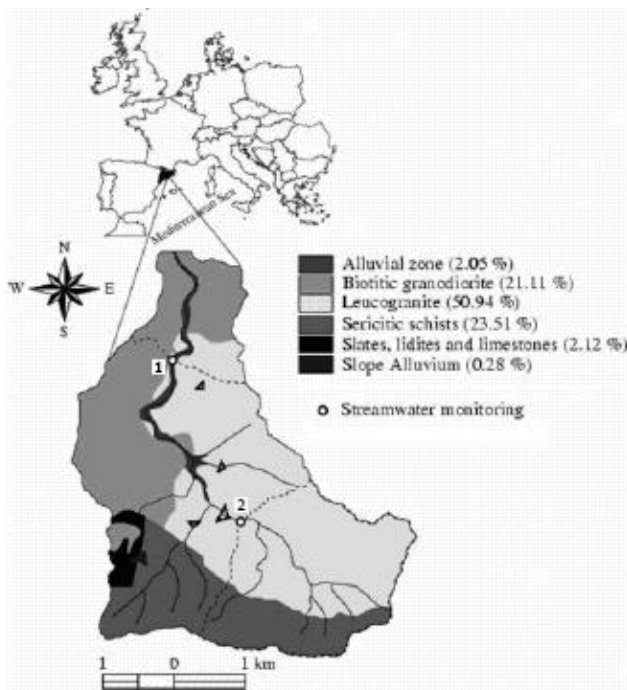 Mediterranean Sea
N
W E
S
Alluvial zone (2.05 %)
Biotitic granodiorite (21.11 %)
Leucogranite (50.94 %)
Sericitic schists (23.51 %)
Slates, lidites and limestones (2.12 %)
Slope Alluvium (0.28 %)
Streamwater monitoring
1
2
1 0 1 km